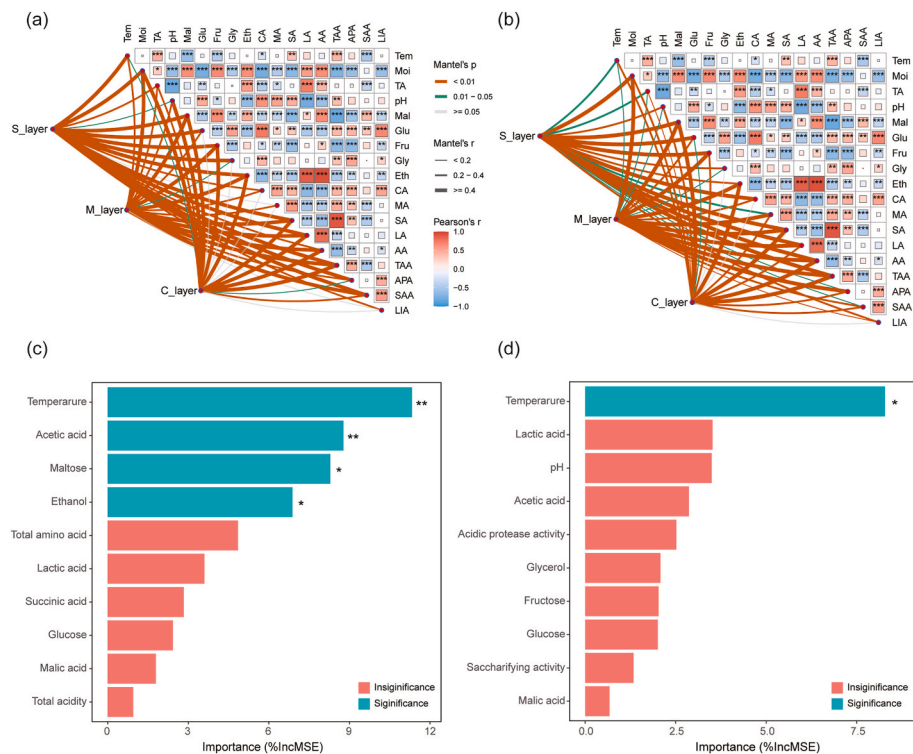 (a)
Tem Moi TA pH Mal Glu Fru Gly Eth CA MA SA LA AA TAA APA SAA LIA
Tem
Moi
TA
pH
Mal
Glu
Fru
Gly
Eth
CA
MA
SA
LA
AA
TAA
APA
SAA
LIA
S_layer
M_layer
C_layer
Mantel's p
< 0.01
0.01 − 0.05
>= 0.05
Mantel's r
< 0.2
0.2 − 0.4
>= 0.4
Pearson's r
1.0
0.5
0.0
−0.5
−1.0
(b)
Tem Moi TA pH Mal Glu Fru Gly Eth CA MA SA LA AA TAA APA SAA LIA
Tem
Moi
TA
pH
Mal
Glu
Fru
Gly
Eth
CA
MA
SA
LA
AA
TAA
APA
SAA
LIA
S_layer
M_layer
C_layer
(c)
Temperarure
**
Acetic acid
**
Maltose
*
Ethanol
*
Total amino acid
Lactic acid
Succinic acid
Glucose
Malic acid
Total acidity
Insiginificance
Siginificance
0 3 6 9 12
Importance (%IncMSE)
(d)
Temperarure
*
Lactic acid
pH
Acetic acid
Acidic protease activity
Glycerol
Fructose
Glucose
Saccharifying activity
Malic acid
Insiginificance
Siginificance
0 2.5 5.0 7.5
Importance (%IncMSE)